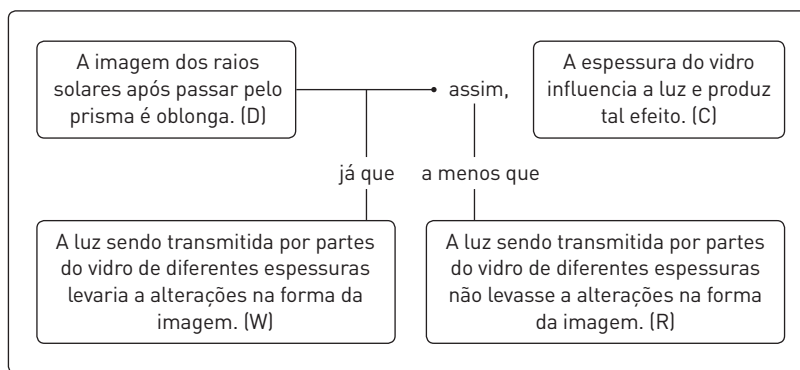 A imagem dos raios
solares após passar pelo
prisma é oblonga. (D)
assim,
A espessura do vidro
influencia a luz e produz
tal efeito. (C)
já que
a menos que
A luz sendo transmitida por partes
do vidro de diferentes espessuras
levaria a alterações na forma da
imagem. (W)
A luz sendo transmitida por partes
do vidro de diferentes espessuras
não levasse a alterações na forma
da imagem. (R)